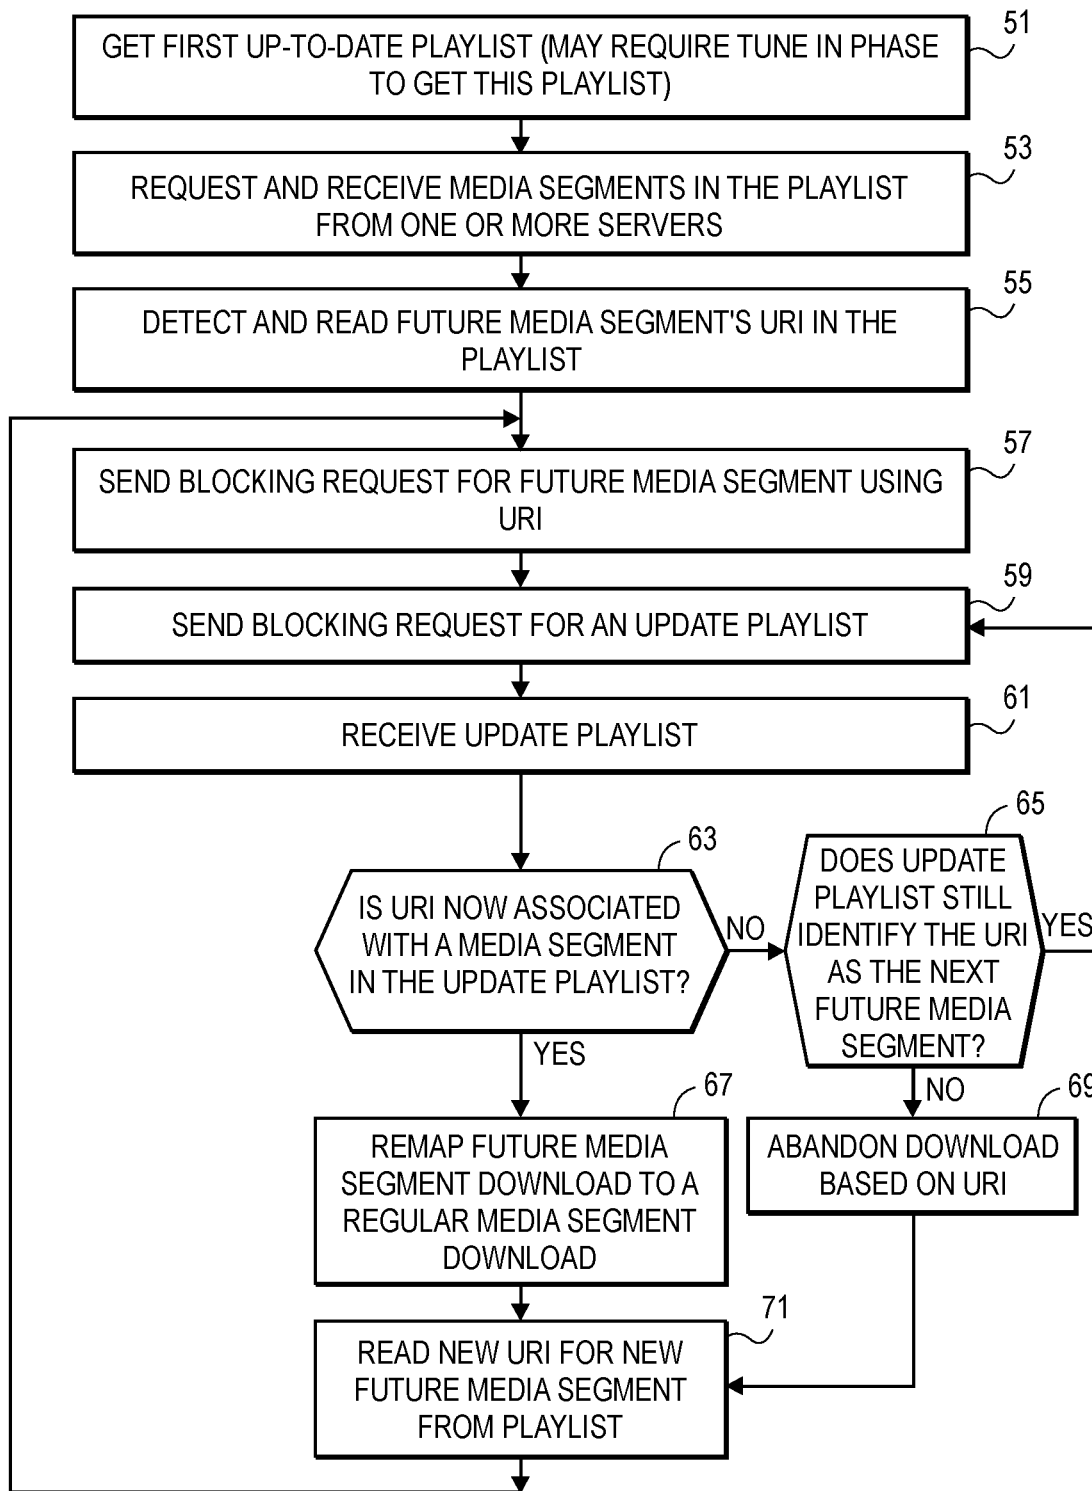 51
GET FIRST UP-TO-DATE PLAYLIST (MAY REQUIRE TUNE IN PHASE
TO GET THIS PLAYLIST)
53
REQUEST AND RECEIVE MEDIA SEGMENTS IN THE PLAYLIST
FROM ONE OR MORE SERVERS
55
DETECT AND READ FUTURE MEDIA SEGMENT'S URI IN THE
PLAYLIST
57
SEND BLOCKING REQUEST FOR FUTURE MEDIA SEGMENT USING
URI
59
SEND BLOCKING REQUEST FOR AN UPDATE PLAYLIST
61
RECEIVE UPDATE PLAYLIST
63
IS URI NOW ASSOCIATED
WITH A MEDIA SEGMENT
IN THE UPDATE PLAYLIST?
NO
65
DOES UPDATE
PLAYLIST STILL
IDENTIFY THE URI
AS THE NEXT
FUTURE MEDIA
SEGMENT?
YES
YES
NO
67
REMAP FUTURE MEDIA
SEGMENT DOWNLOAD TO A
REGULAR MEDIA SEGMENT
DOWNLOAD
69
ABANDON DOWNLOAD
BASED ON URI
71
READ NEW URI FOR NEW
FUTURE MEDIA SEGMENT
FROM PLAYLIST